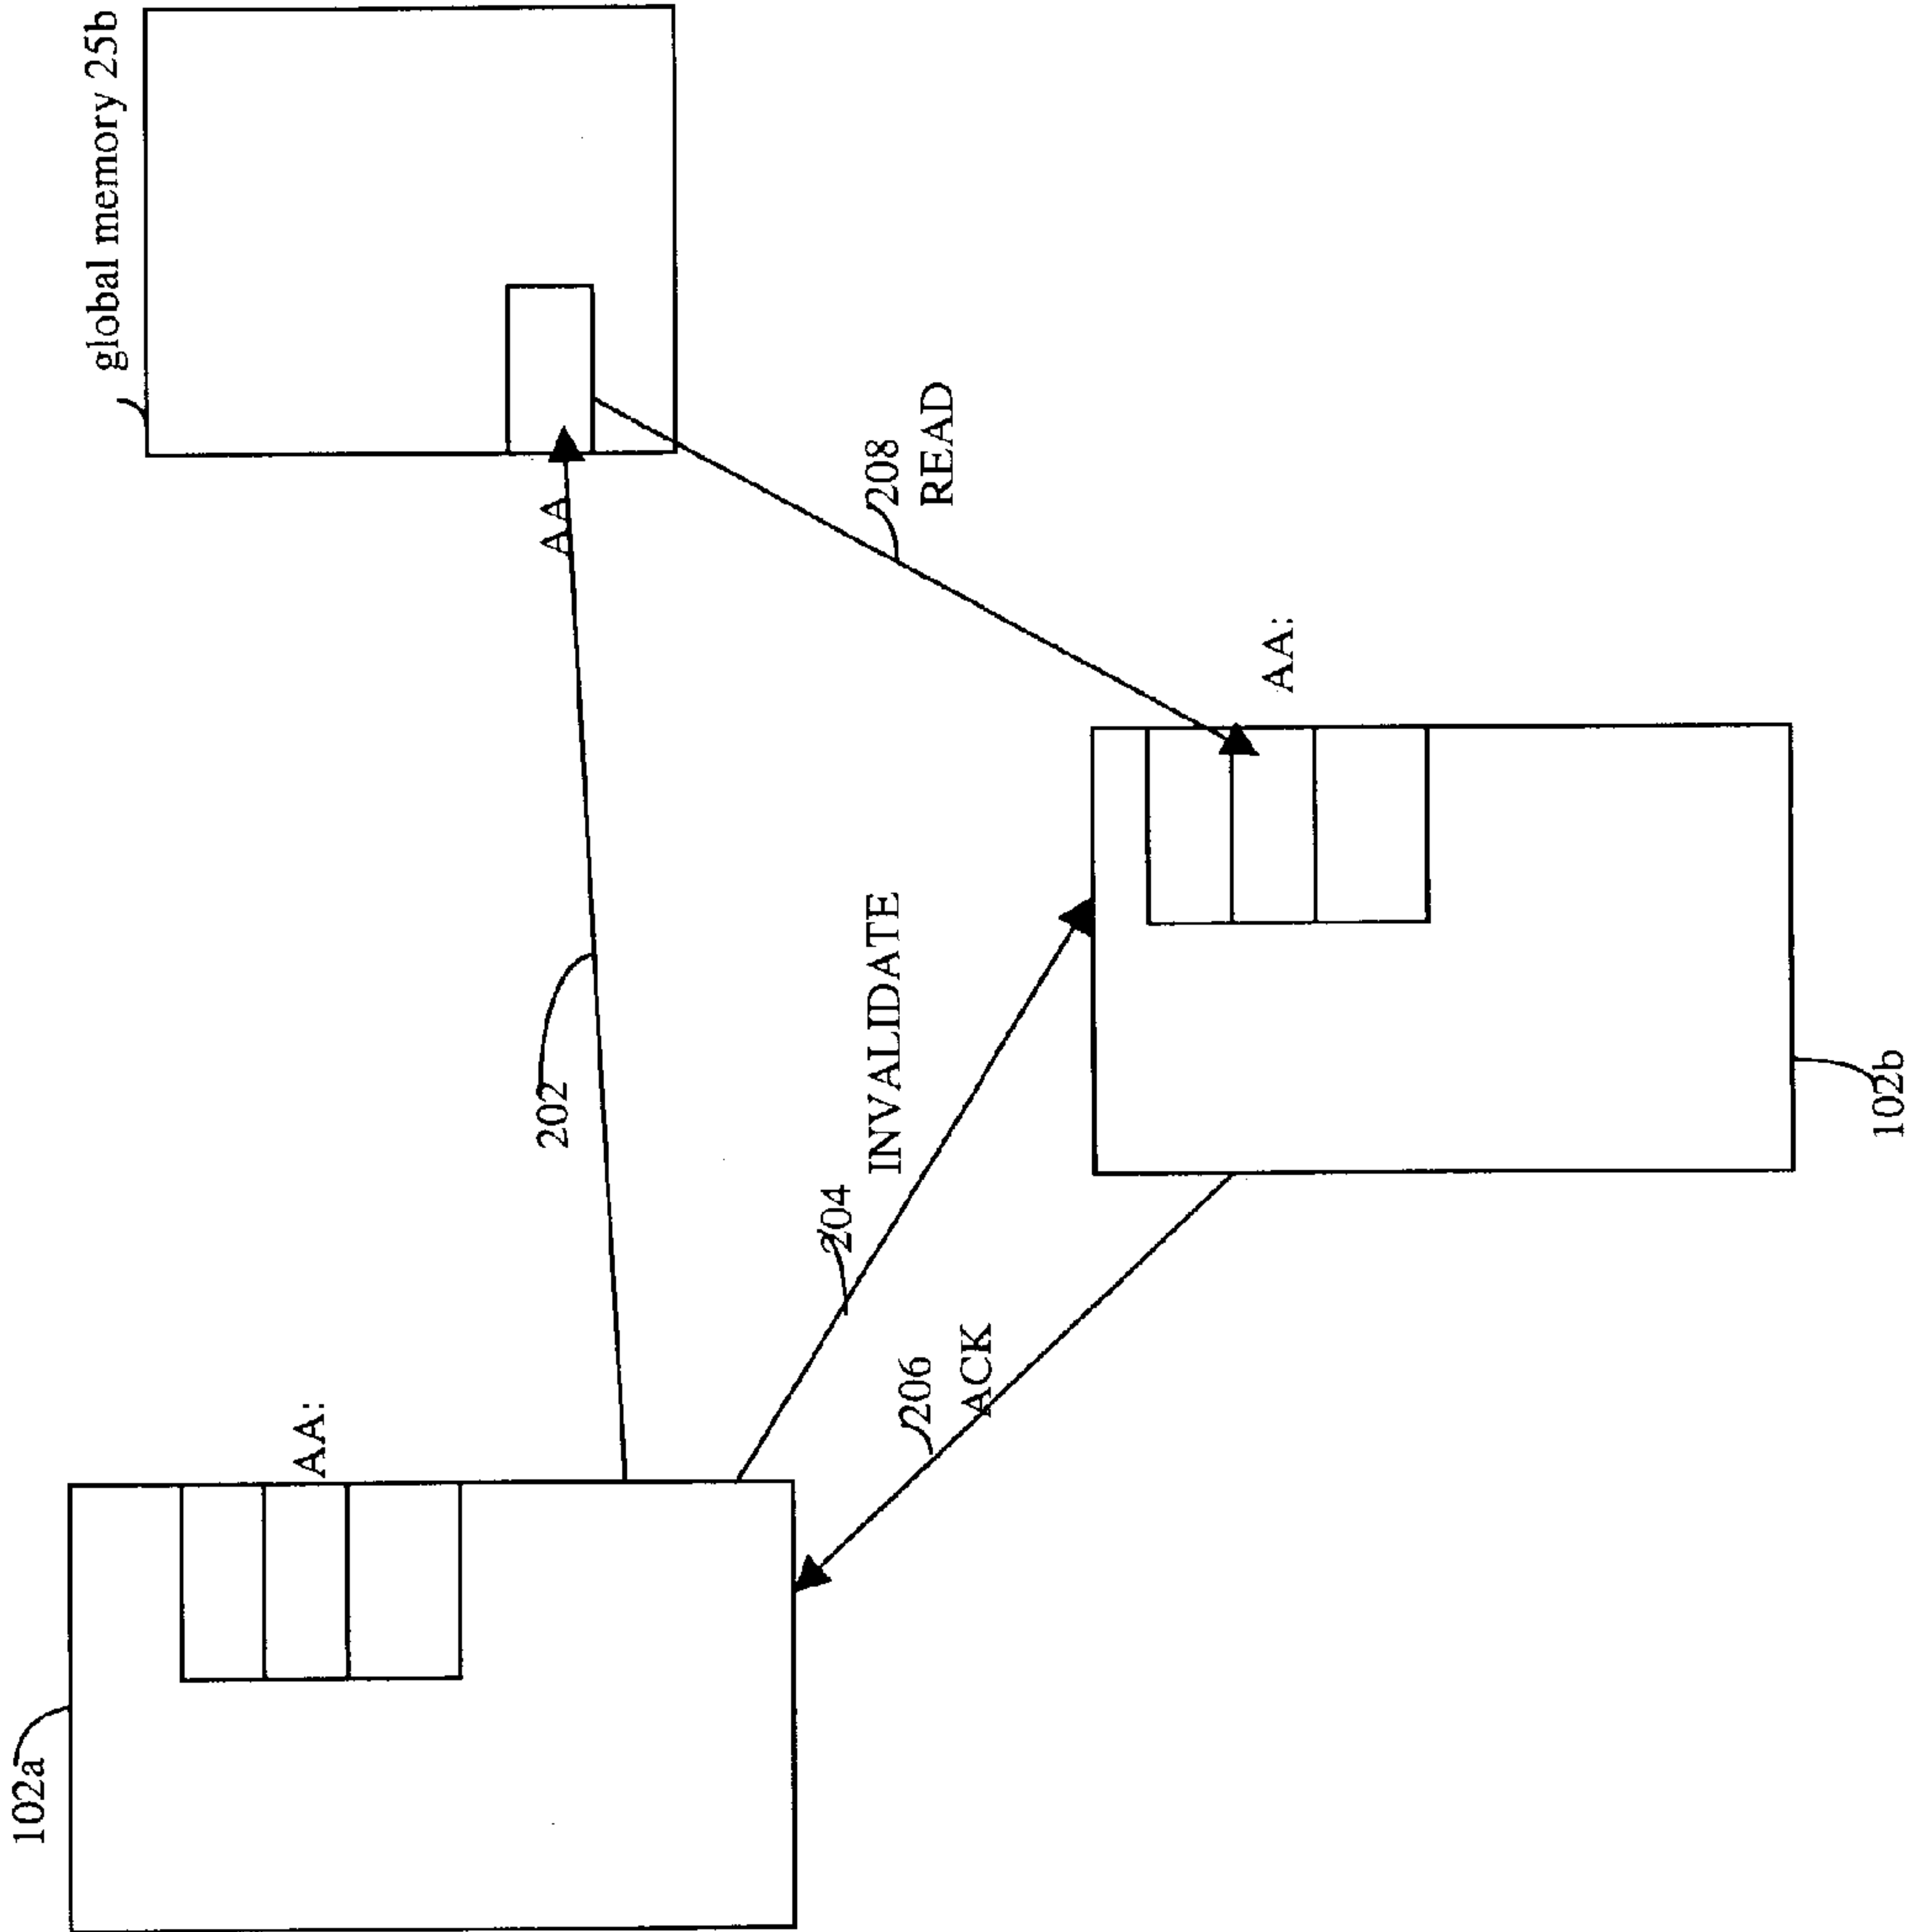 102a
AA:
202
AA
global memory 25b
204
INVALIDATE
206
ACK
208
READ
AA:
102b